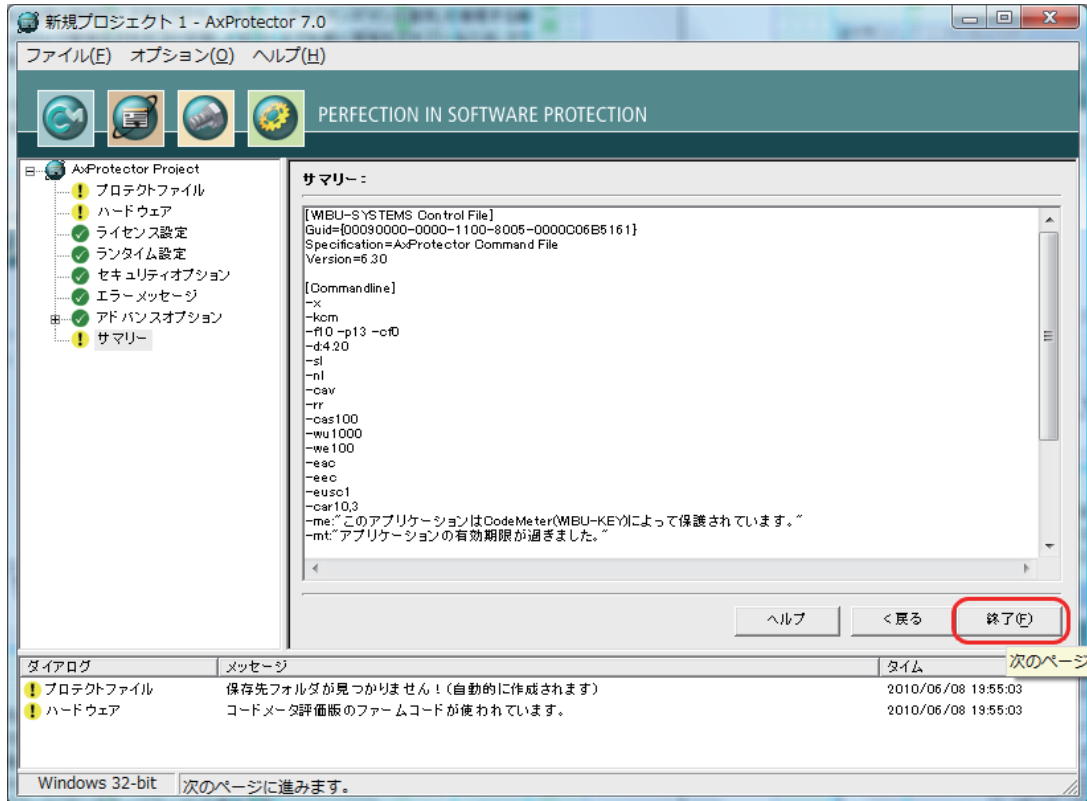 新規プロジェクト 1 - AxProtector 7.0
ファイル(F) オプション(O) ヘルプ(H)
PERFECTION IN SOFTWARE PROTECTION
AxProtector Project
プロテクトファイル
ハードウェア
ライセンス設定
ランタイム設定
セキュリティオプション
エラーメッセージ
アドバンスオプション
サマリー
サマリー：
[WIBU-SYSTEMS Control File]
Guid={00090000-0000-1100-8005-0000C06B5161}
Specification=AxProtector Command File
Version=6.30
[Commandline]
-x
-kcm
-f10 -p13 -cf0
-d:4.20
-sl
-nl
-cav
-rr
-cas100
-wu1000
-we100
-eac
-eec
-eusc1
-car10,3
-me:"このアプリケーションはCodeMeter(WIBU-KEY)によって保護されています。"
-mt:"アプリケーションの有効期限が過ぎました。"
ヘルプ <戻る 終了(F)
次のページ
ダイアログ メッセージ タイム
プロテクトファイル 保存先フォルダが見つかりません！(自動的に作成されます) 2010/06/08 19:55:03
ハードウェア コードメータ評価版のファームコードが使われています。 2010/06/08 19:55:03
Windows 32-bit 次のページに進みます。